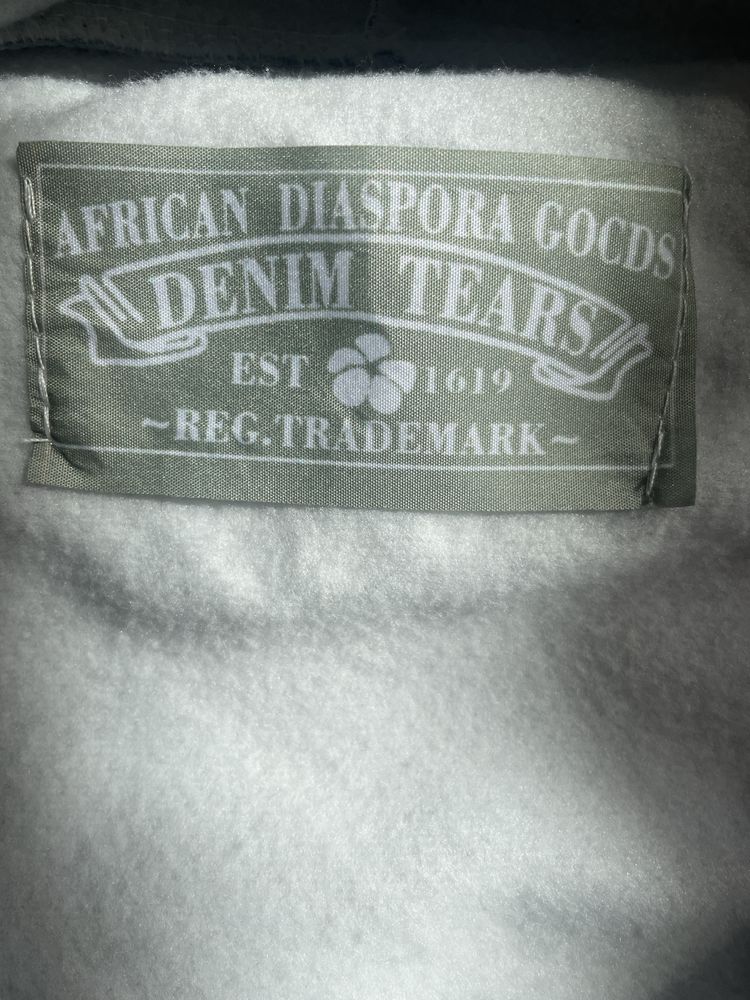 AFRICAN DIASPORA GOCDS
DENIM TEARS
EST 1619
~REG.TRADEMARK~